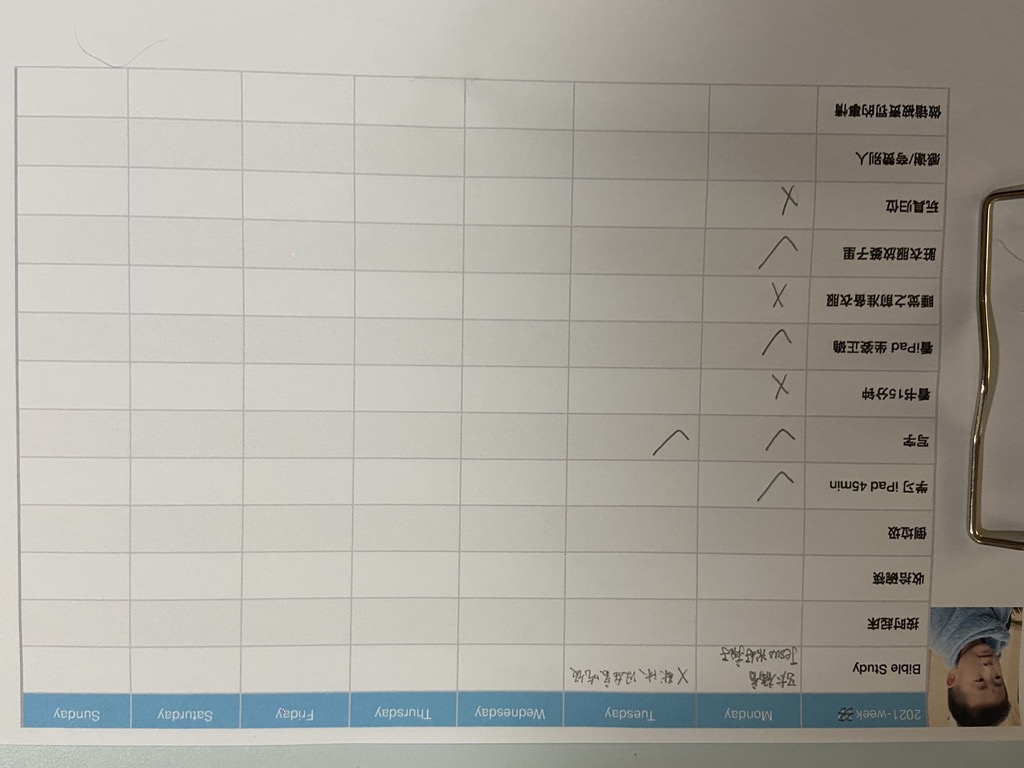 2021-week 33 Monday Tuesday Wednesday Thursday Friday Saturday Sunday
Bible Study 马太福音 X 没在家吃饭
Jesus 治好疯子
按时起床
收拾碗筷
倒垃圾
学习 iPad 45min ✓
写字 ✓ ✓
看书15分钟 X
看iPad 坐姿正确 ✓
睡觉之前准备衣服 X
脏衣服放篓子里 ✓
玩具归位 X
感谢/夸赞别人
做错被责罚的事情